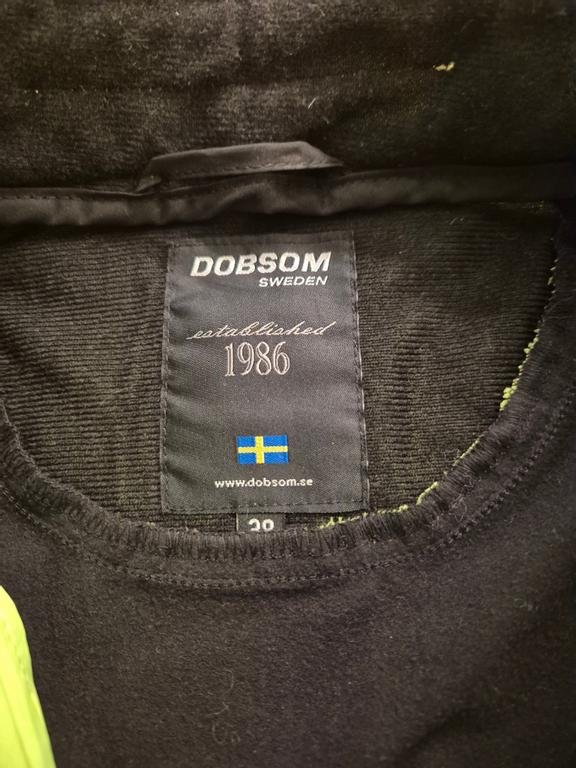 DOBSOM
SWEDEN
established
1986
www.dobsom.se